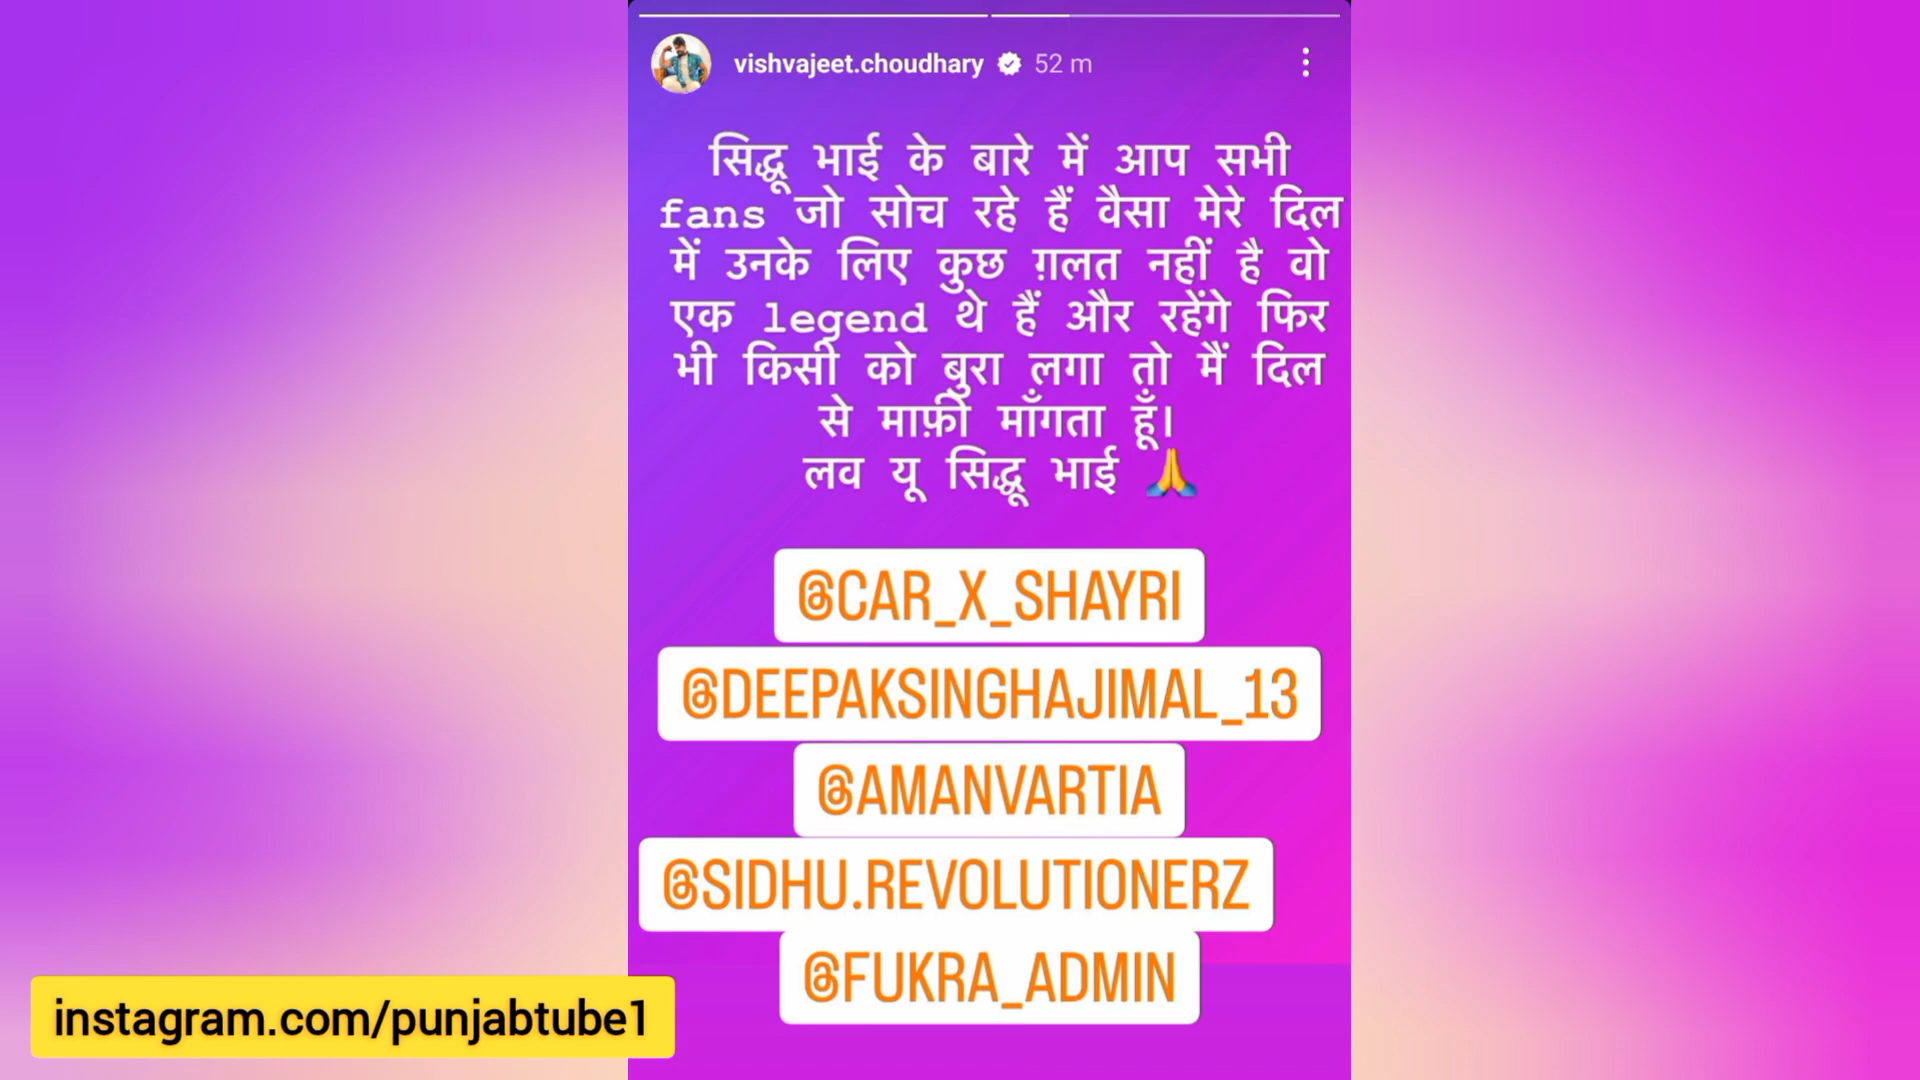 vishvajeet.choudhary 52 m
सिद्धू भाई के बारे में आप सभी
fans जो सोच रहे हैं वैसा मेरे दिल
में उनके लिए कुछ ग़लत नहीं है वो
एक legend थे हैं और रहेंगे फिर
भी किसी को बुरा लगा तो मैं दिल
से माफ़ी माँगता हूँ।
लव यू सिद्धू भाई 🙏
@CAR_X_SHAYRI
@DEEPAKSINGHAJIMAL_13
@AMANVARTIA
@SIDHU.REVOLUTIONERZ
@FUKRA_ADMIN
instagram.com/punjabtube1